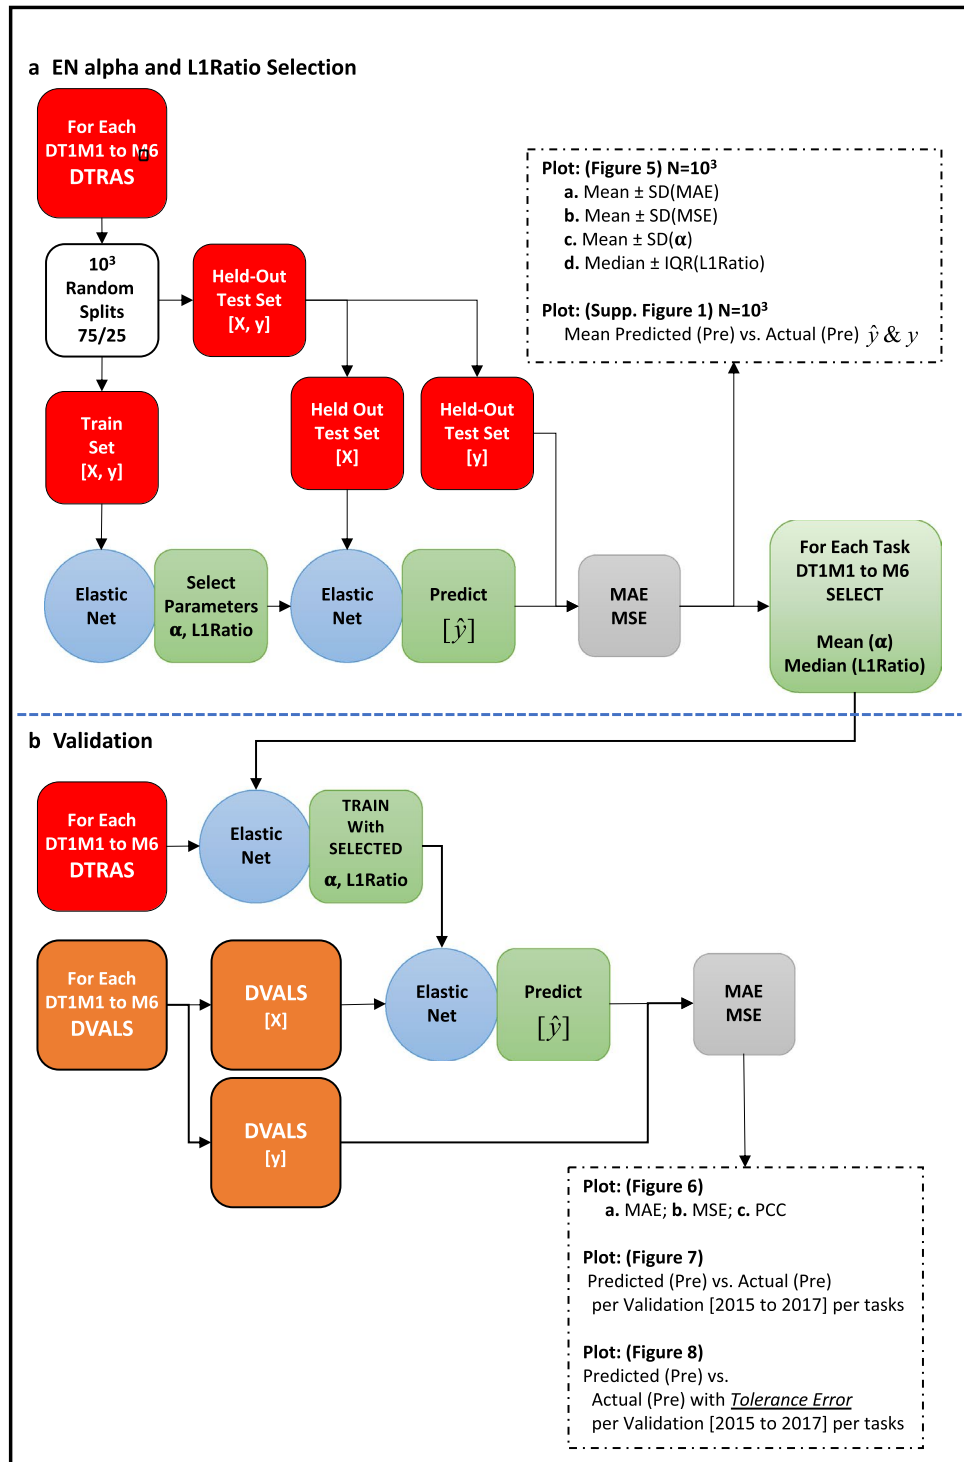 a EN alpha and L1Ratio Selection
For Each
DT1M1 to M6
DTRAS
10³
Random
Splits
75/25
Held-Out
Test Set
[X, y]
Train
Set
[X, y]
Held Out
Test Set
[X]
Held-Out
Test Set
[y]
Plot: (Figure 5) N=10³
a. Mean ± SD(MAE)
b. Mean ± SD(MSE)
c. Mean ± SD(α)
d. Median ± IQR(L1Ratio)
Plot: (Supp. Figure 1) N=10³
Mean Predicted (Pre) vs. Actual (Pre) ŷ & y
Elastic
Net
Select
Parameters
α, L1Ratio
Elastic
Net
Predict
[ŷ]
MAE
MSE
For Each Task
DT1M1 to M6
SELECT
Mean (α)
Median (L1Ratio)
b Validation
For Each
DT1M1 to M6
DTRAS
Elastic
Net
TRAIN
With
SELECTED
α, L1Ratio
For Each
DT1M1 to M6
DVALS
DVALS
[X]
Elastic
Net
Predict
[ŷ]
MAE
MSE
DVALS
[y]
Plot: (Figure 6)
a. MAE; b. MSE; c. PCC
Plot: (Figure 7)
Predicted (Pre) vs. Actual (Pre)
per Validation [2015 to 2017] per tasks
Plot: (Figure 8)
Predicted (Pre) vs.
Actual (Pre) with Tolerance Error
per Validation [2015 to 2017] per tasks